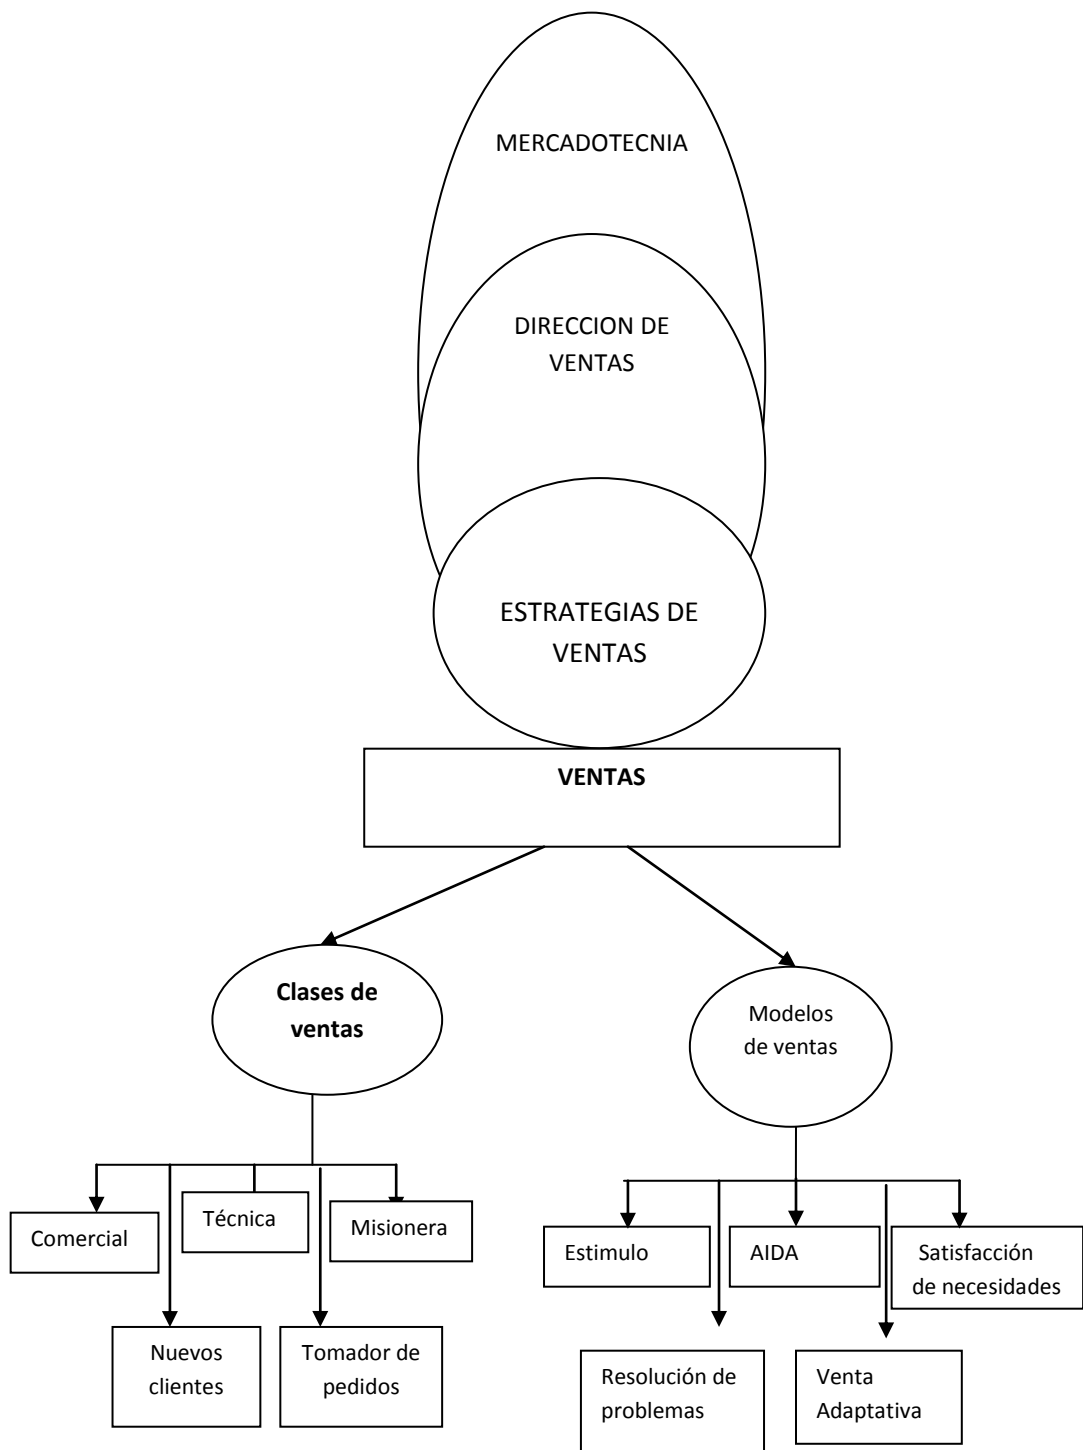 MERCADOTECNIA
DIRECCION DE
VENTAS
ESTRATEGIAS DE
VENTAS
VENTAS
Clases de
ventas
Modelos
de ventas
Comercial
Técnica
Misionera
Nuevos
clientes
Tomador de
pedidos
Estimulo
AIDA
Satisfacción
de necesidades
Resolución de
problemas
Venta
Adaptativa